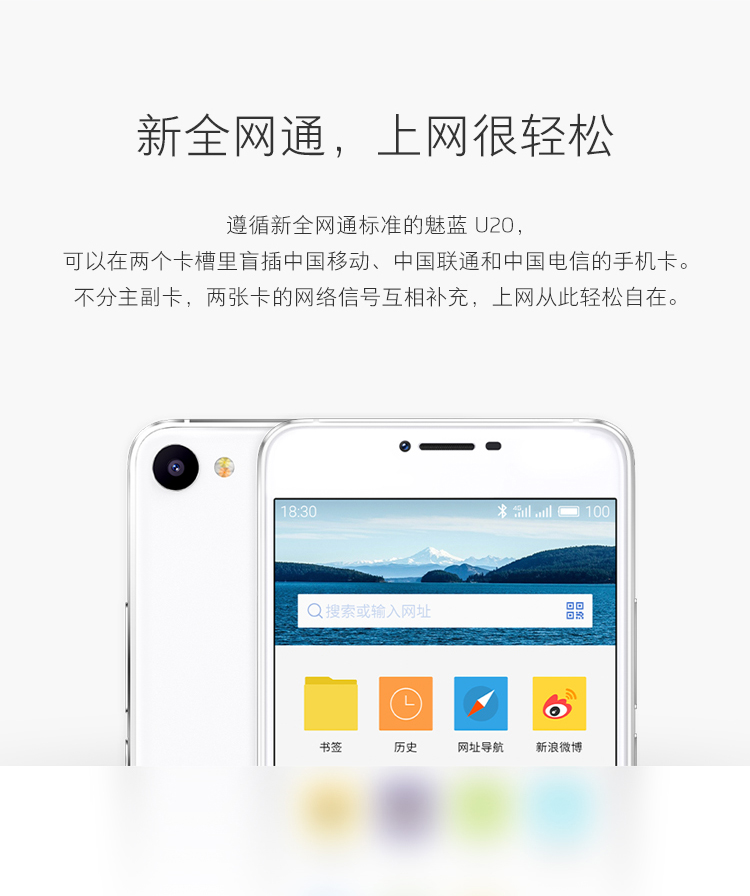 新全网通，上网很轻松
遵循新全网通标准的魅蓝 U20，
可以在两个卡槽里盲插中国移动、中国联通和中国电信的手机卡。
不分主副卡，两张卡的网络信号互相补充，上网从此轻松自在。
18:30 4G 100
搜索或输入网址
书签 历史 网址导航 新浪微博